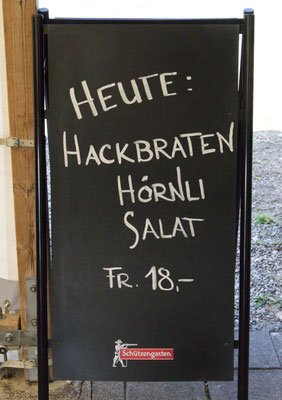 HEUTE:
HACKBRATEN
HÖRNLI
SALAT
FR. 18,–
Schützengarten